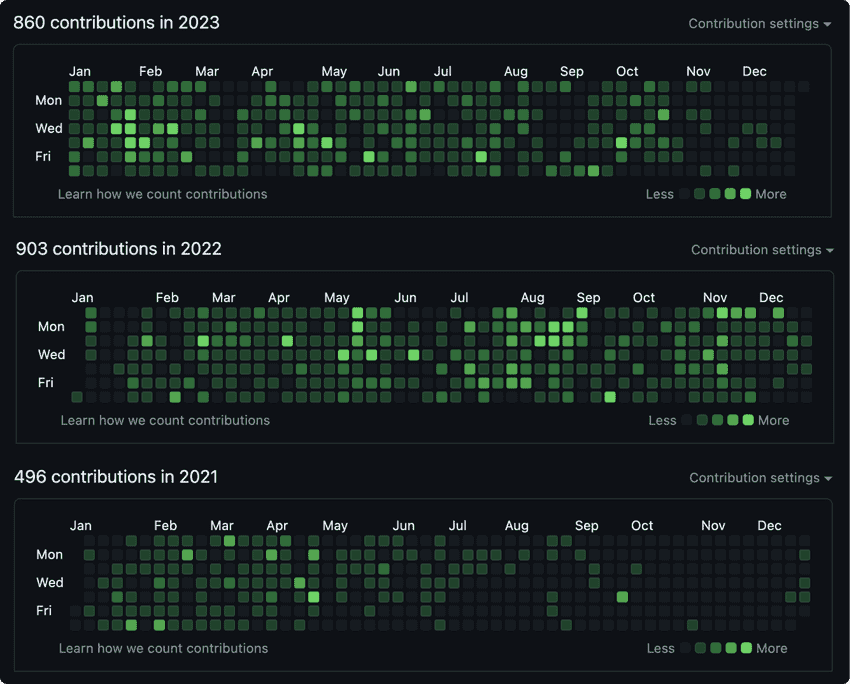 860 contributions in 2023 Contribution settings
Jan Feb Mar Apr May Jun Jul Aug Sep Oct Nov Dec
Mon
Wed
Fri
Learn how we count contributions Less More
903 contributions in 2022 Contribution settings
Jan Feb Mar Apr May Jun Jul Aug Sep Oct Nov Dec
Mon
Wed
Fri
Learn how we count contributions Less More
496 contributions in 2021 Contribution settings
Jan Feb Mar Apr May Jun Jul Aug Sep Oct Nov Dec
Mon
Wed
Fri
Learn how we count contributions Less More